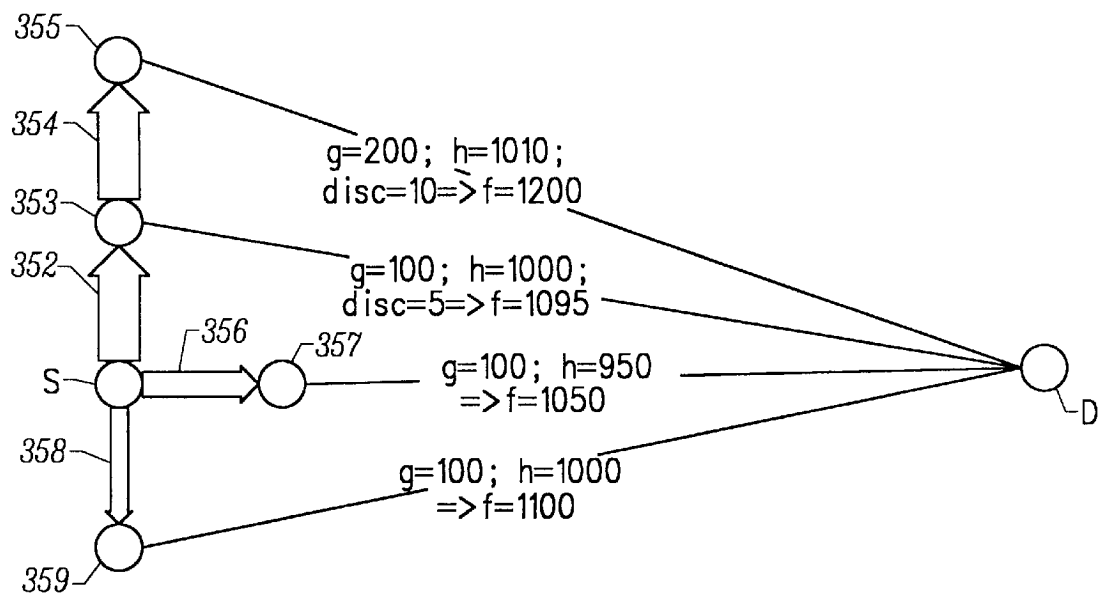 355
354
g=200; h=1010;
disc=10=>f=1200
353
352
g=100; h=1000;
disc=5=>f=1095
356
357
S
g=100; h=950
=>f=1050
D
358
g=100; h=1000
=>f=1100
359